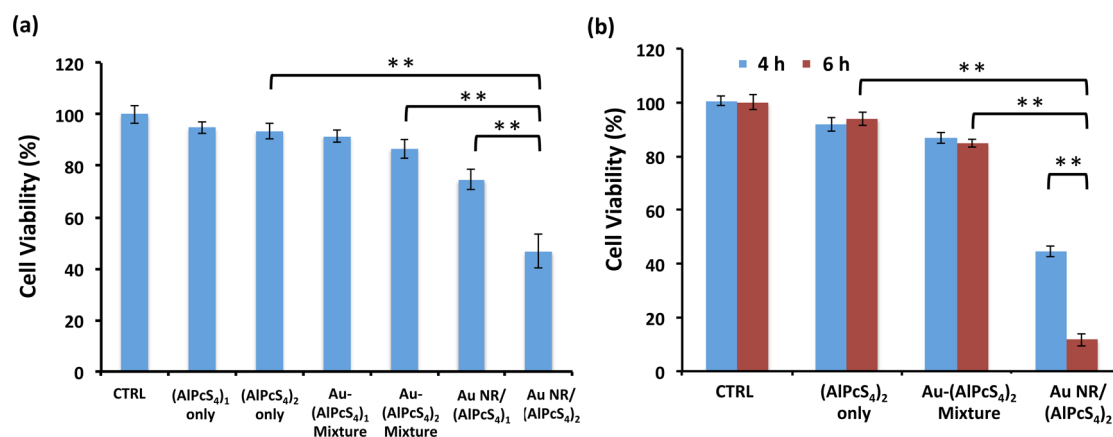 (a)
Cell Viability (%)
120
100
80
60
40
20
0
**
**
**
CTRL
(AlPcS₄)₁
only
(AlPcS₄)₂
only
Au-
(AlPcS₄)₁
Mixture
Au-
(AlPcS₄)₂
Mixture
Au NR/
(AlPcS₄)₁
Au NR/
(AlPcS₄)₂
(b)
Cell Viability (%)
120
100
80
60
40
20
0
4 h
6 h
**
**
**
CTRL
(AlPcS₄)₂
only
Au-(AlPcS₄)₂
Mixture
Au NR/
(AlPcS₄)₂